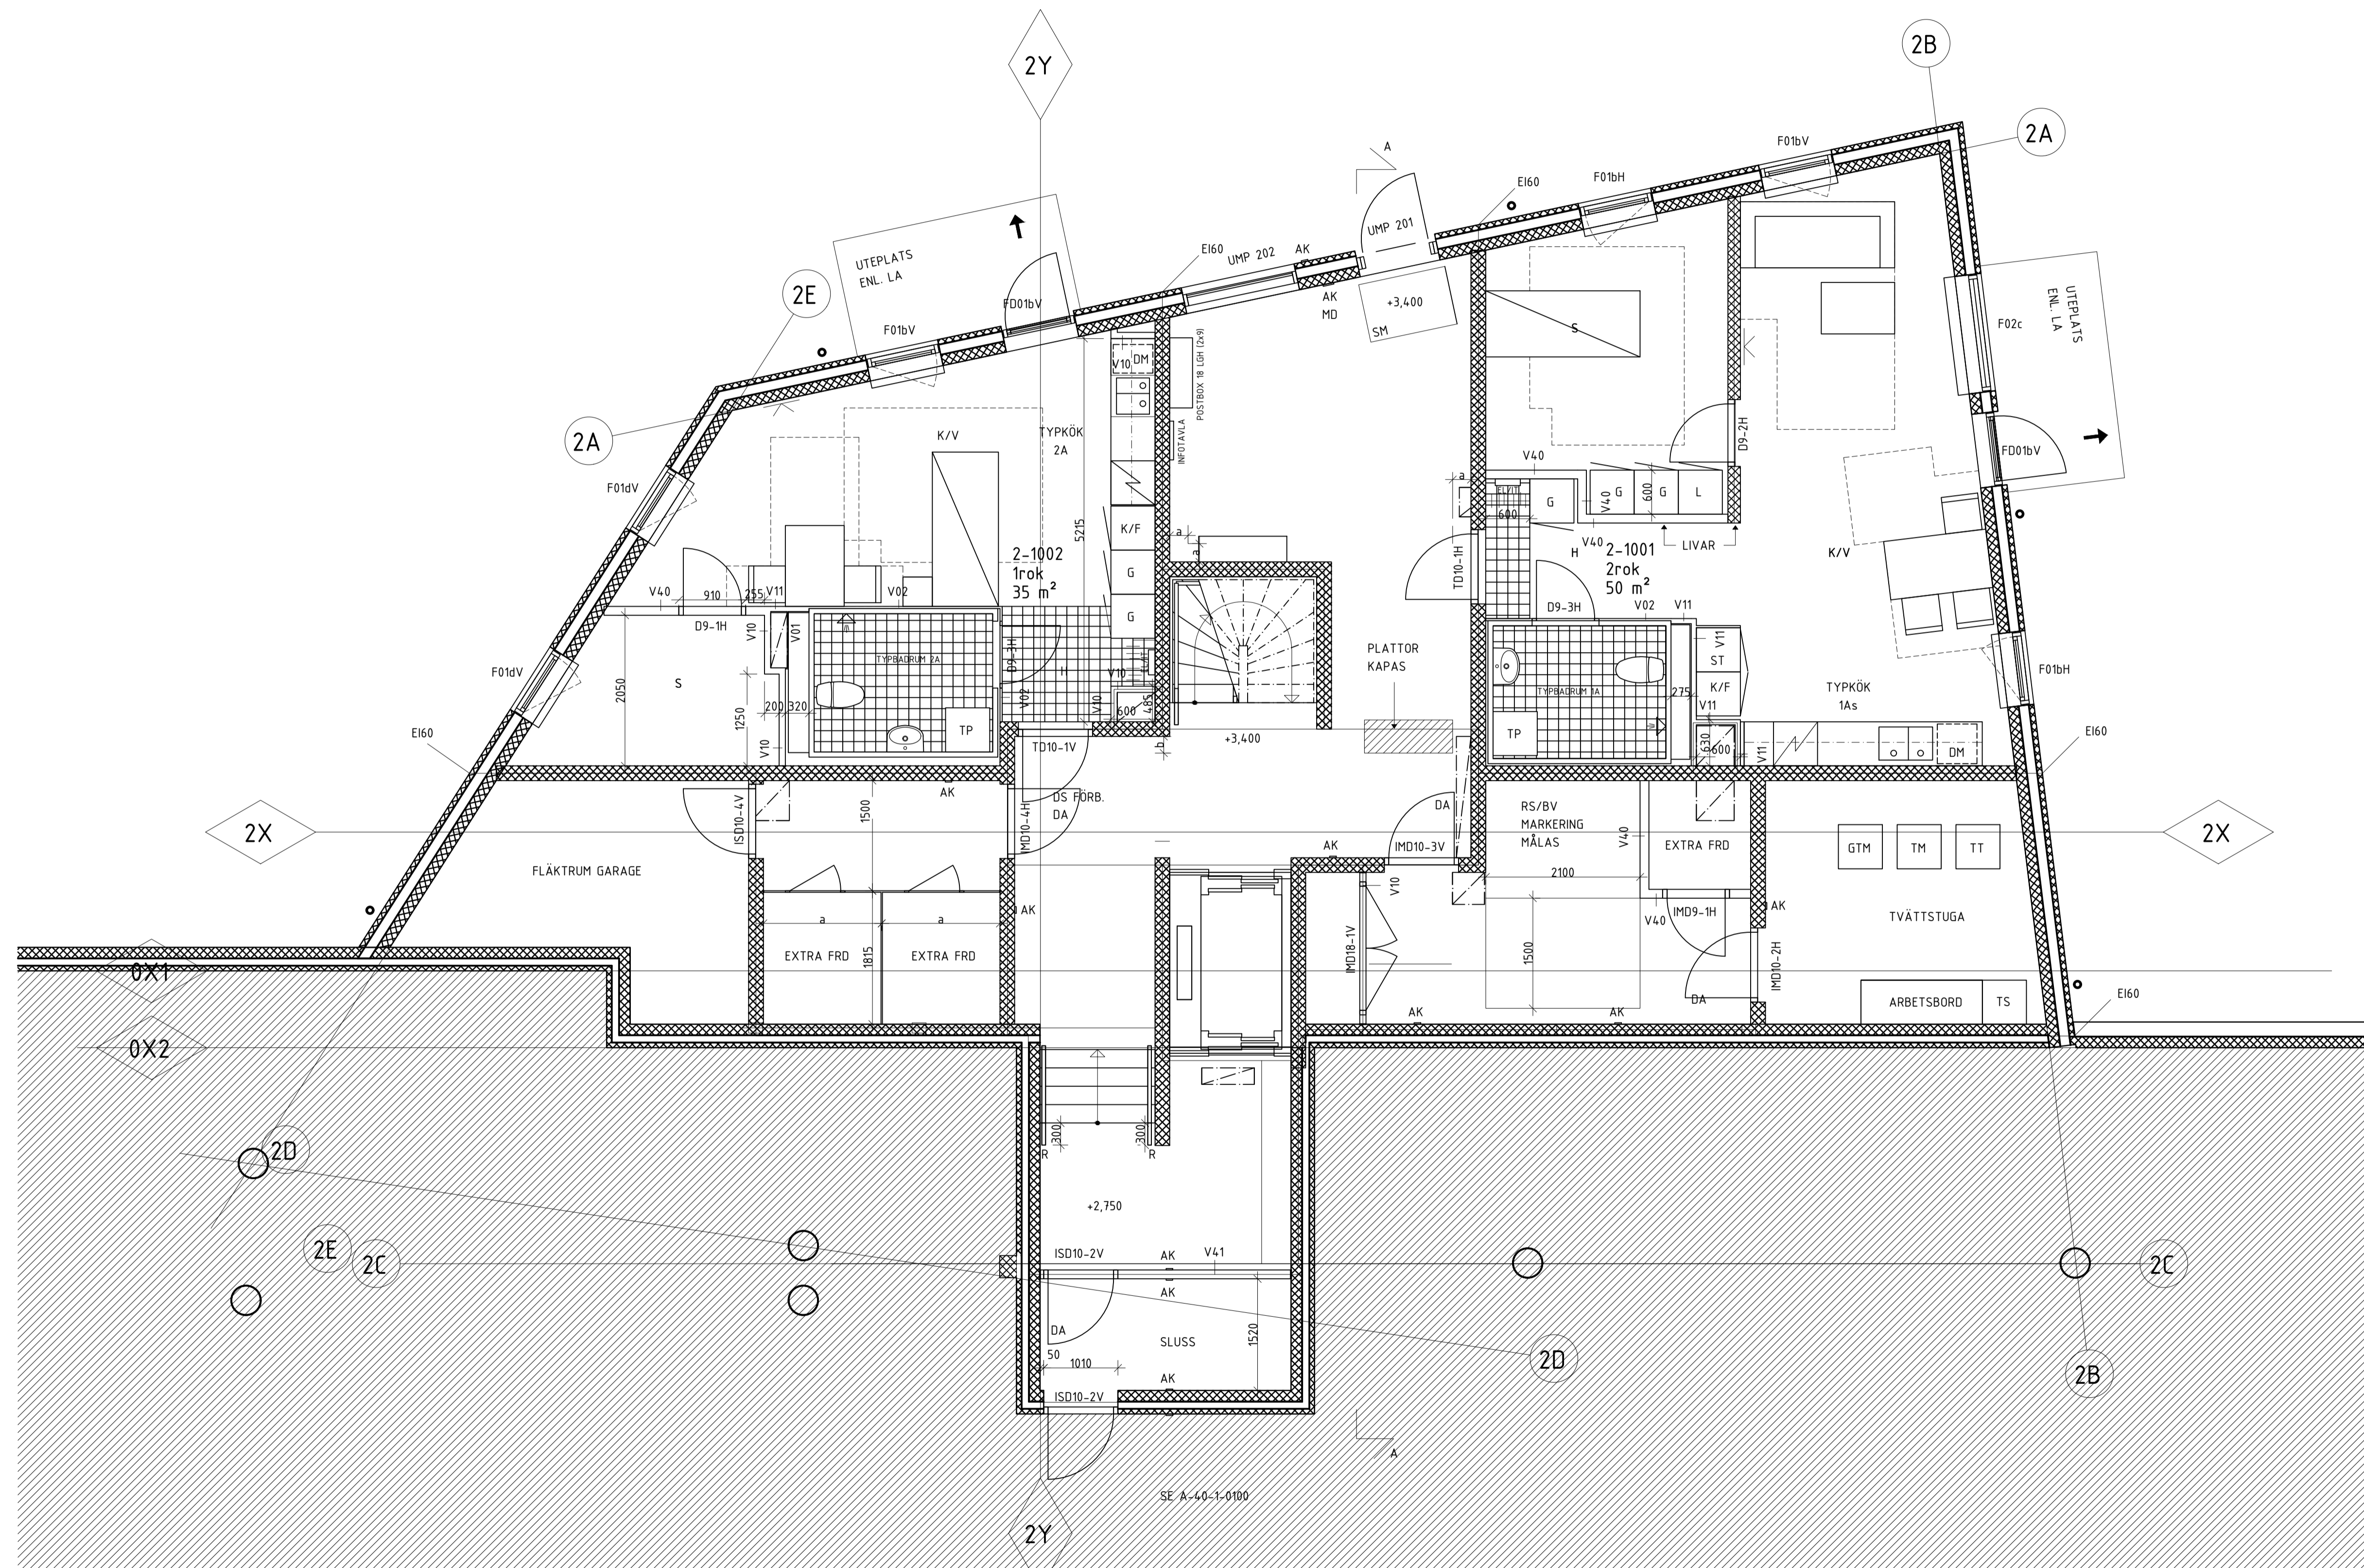 2Y
2B
2A
A
F01bV
F01bH
EI60
UMP 201
UTEPLATS
ENL. LA
EI60
UMP 202
AK
2E
FD01bV
F01bV
AK
MD
+3,400
SM
S
UTEPLATS
ENL. LA
F02c
V10
DM
POSTBOX 18 LGH (2x9)
2A
K/V
TYPKÖK
2A
INFOTAVLA
D9-2H
FD01bV
F01dV
V40
a
EL/IT
G
V40
G
600
G
L
600
K/F
5215
a
a
2-1002
1rok
35 m²
TD10-1H
H
V40
2-1001
2rok
50 m²
LIVAR
K/V
G
V40
910
255
V11
V02
G
D9-3H
V02
V11
D9-1H
V10
V01
TYPBADRUM 2A
D9-3H
H
EL/IT
PLATTOR
KAPAS
TYPBADRUM 1A
V11
ST
K/F
275
V11
F01bH
TYPKÖK
1As
F01dV
S
2050
1250
200
320
V10
TP
V02
V10
V10
600
485
TP
630
600
V11
DM
EI60
EI60
TD10-1V
b
+3,400
2X
ISD10-4V
1500
AK
IMD10-4H
DS FÖRB.
DA
DA
RS/BV
MARKERING
MÅLAS
V40
EXTRA FRD
GTM
TM
TT
2X
FLÄKTRUM GARAGE
AK
IMD10-3V
V10
2100
a
a
AK
V40
IMD9-1H
AK
TVÄTTSTUGA
EXTRA FRD
1815
EXTRA FRD
IMD18-1V
1500
IMD10-2H
0X1
DA
ARBETSBORD
TS
EI60
AK
AK
0X2
300
300
R
R
2D
+2,750
2E
2C
ISD10-2V
AK
V41
2C
AK
DA
SLUSS
1520
50
1010
2D
2B
AK
ISD10-2V
A
SE A-40-1-0100
2Y